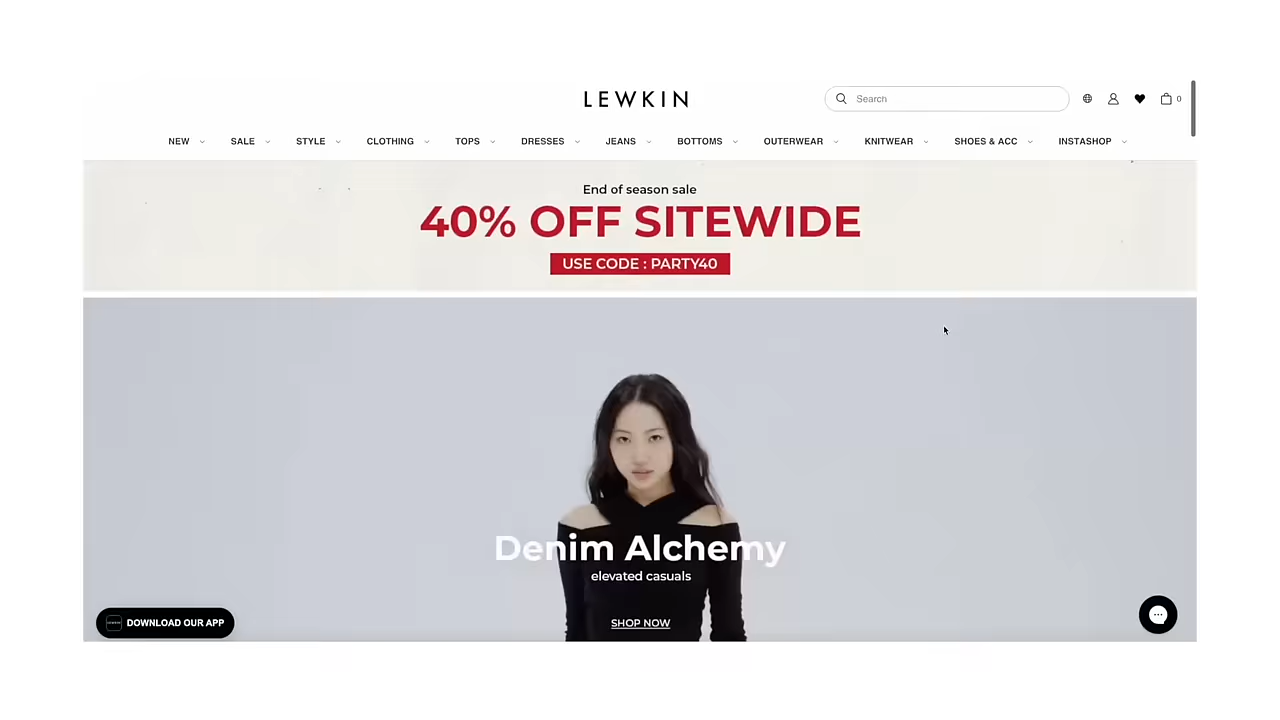 LEWKIN
Search
0
NEW SALE STYLE CLOTHING TOPS DRESSES JEANS BOTTOMS OUTERWEAR KNITWEAR SHOES & ACC INSTASHOP
End of season sale
40% OFF SITEWIDE
USE CODE : PARTY40
Denim Alchemy
elevated casuals
SHOP NOW
DOWNLOAD OUR APP